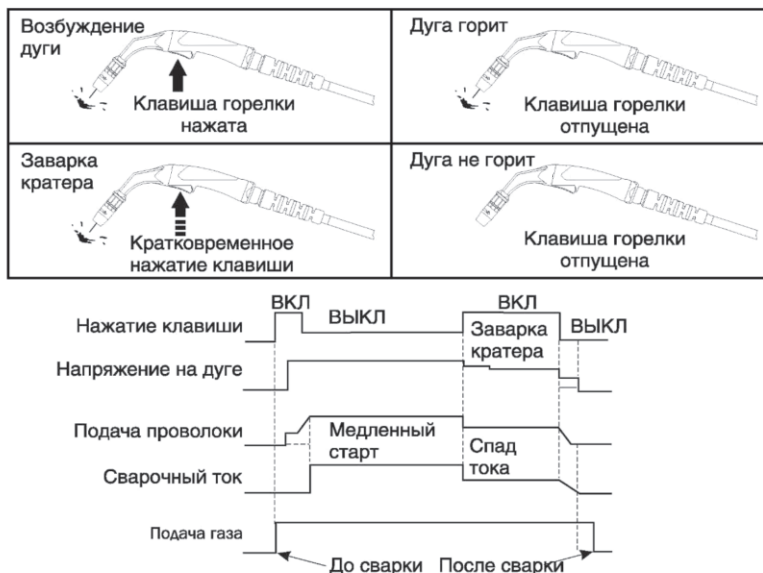 Возбуждение
дуги
Клавиша горелки
нажата
Дуга горит
Клавиша горелки
отпущена
Заварка
кратера
Кратковременное
нажатие клавиши
Дуга не горит
Клавиша горелки
отпущена
ВКЛ
ВЫКЛ
ВКЛ
ВЫКЛ
Нажатие клавиши
Заварка
кратера
Напряжение на дуге
Подача проволоки
Медленный
старт
Спад
тока
Сварочный ток
Подача газа
До сварки
После сварки